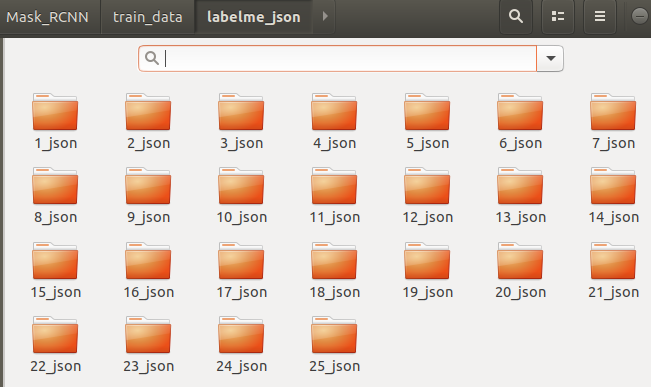 Mask_RCNN train_data labelme_json
1_json 2_json 3_json 4_json 5_json 6_json 7_json
8_json 9_json 10_json 11_json 12_json 13_json 14_json
15_json 16_json 17_json 18_json 19_json 20_json 21_json
22_json 23_json 24_json 25_json